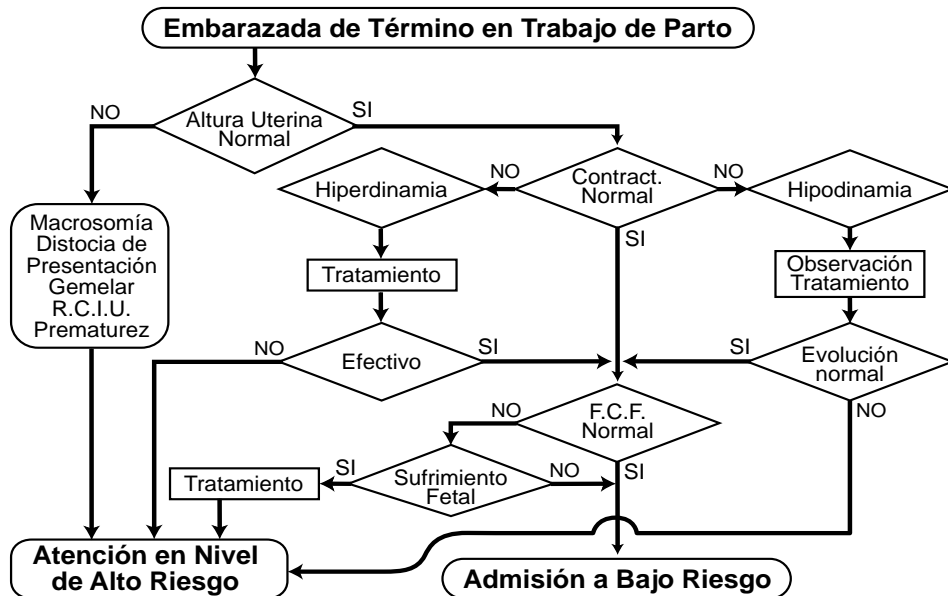 Embarazada de Término en Trabajo de Parto
NO
Altura Uterina
Normal
SI
Hiperdinamia
NO
Contract.
Normal
NO
Hipodinamia
Macrosomía
Distocia de
Presentación
Gemelar
R.C.I.U.
Prematurez
SI
Tratamiento
Observación
Tratamiento
NO
Efectivo
SI
SI
Evolución
normal
NO
NO
F.C.F.
Normal
SI
Tratamiento
SI
Sufrimiento
Fetal
NO
Atención en Nivel
de Alto Riesgo
Admisión a Bajo Riesgo